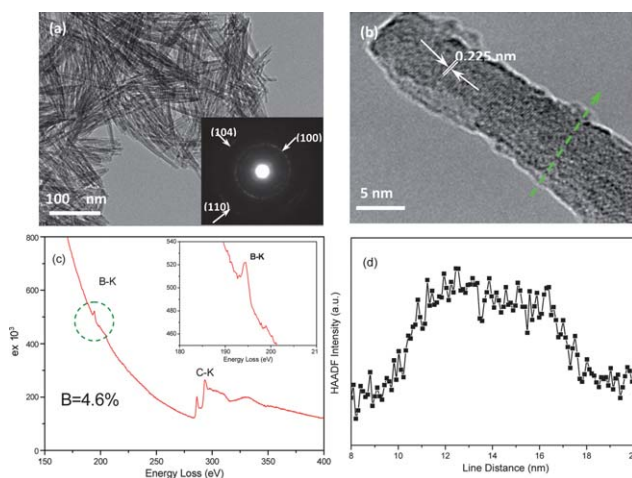 (a)
(104)
(100)
(110)
100 nm
(b)
0.225 nm
5 nm
(c)
B-K
B=4.6%
C-K
ex 10³
800
600
400
200
0
150 200 250 300 350 400
Energy Loss (eV)
B-K
540
520
500
480
460
180 190 200 21
Energy Loss (eV)
(d)
HAADF Intensity (a.u.)
8 10 12 14 16 18 20
Line Distance (nm)